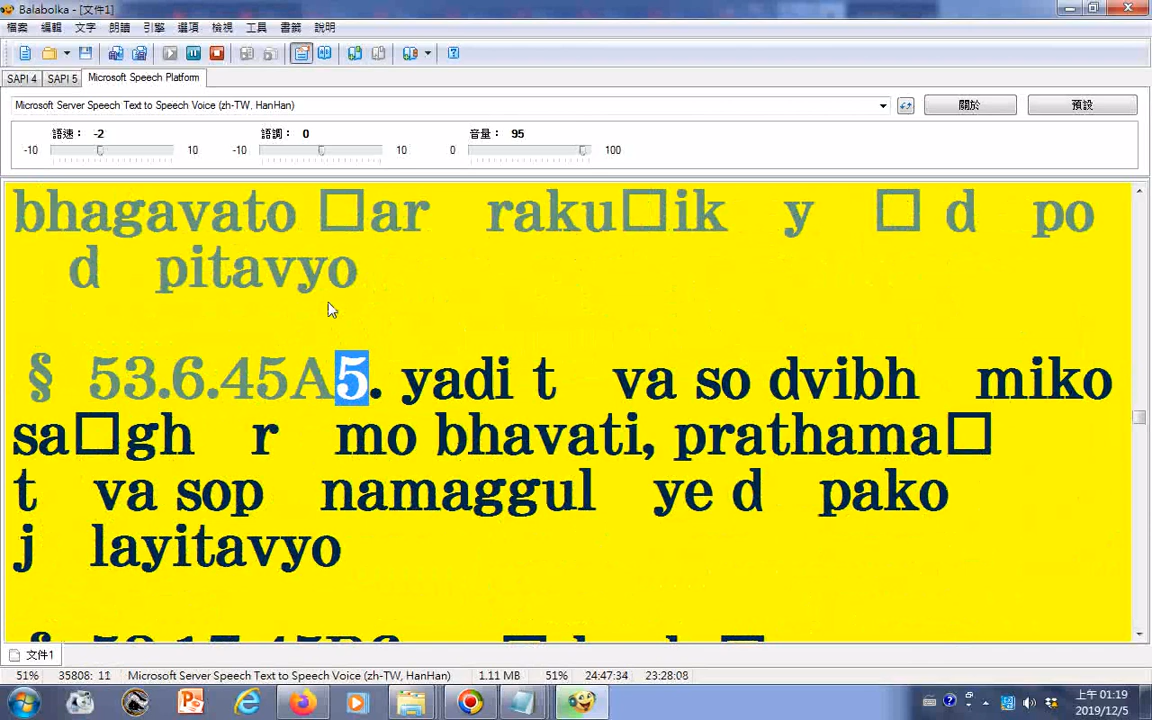 Balabolka - [文件1]
檔案 編輯 文字 朗讀 引擎 選項 檢視 工具 書籤 說明
SAPI 4 SAPI 5 Microsoft Speech Platform
Microsoft Server Speech Text to Speech Voice (zh-TW, HanHan) 關於 預設
語速： -2 語調： 0 音量： 95
-10 10 -10 10 0 100
bhagavato □ar raku□ik y □ d po
d pitavyo
§ 53.6.45A5. yadi t va so dvibh miko
sa□gh r mo bhavati, prathama□
t va sop namaggul ye d pako
j layitavyo
文件1
51% 35808: 11 Microsoft Server Speech Text to Speech Voice (zh-TW, HanHan) 1.11 MB 51% 24:47:34 23:28:08
上午 01:19
2019/12/5